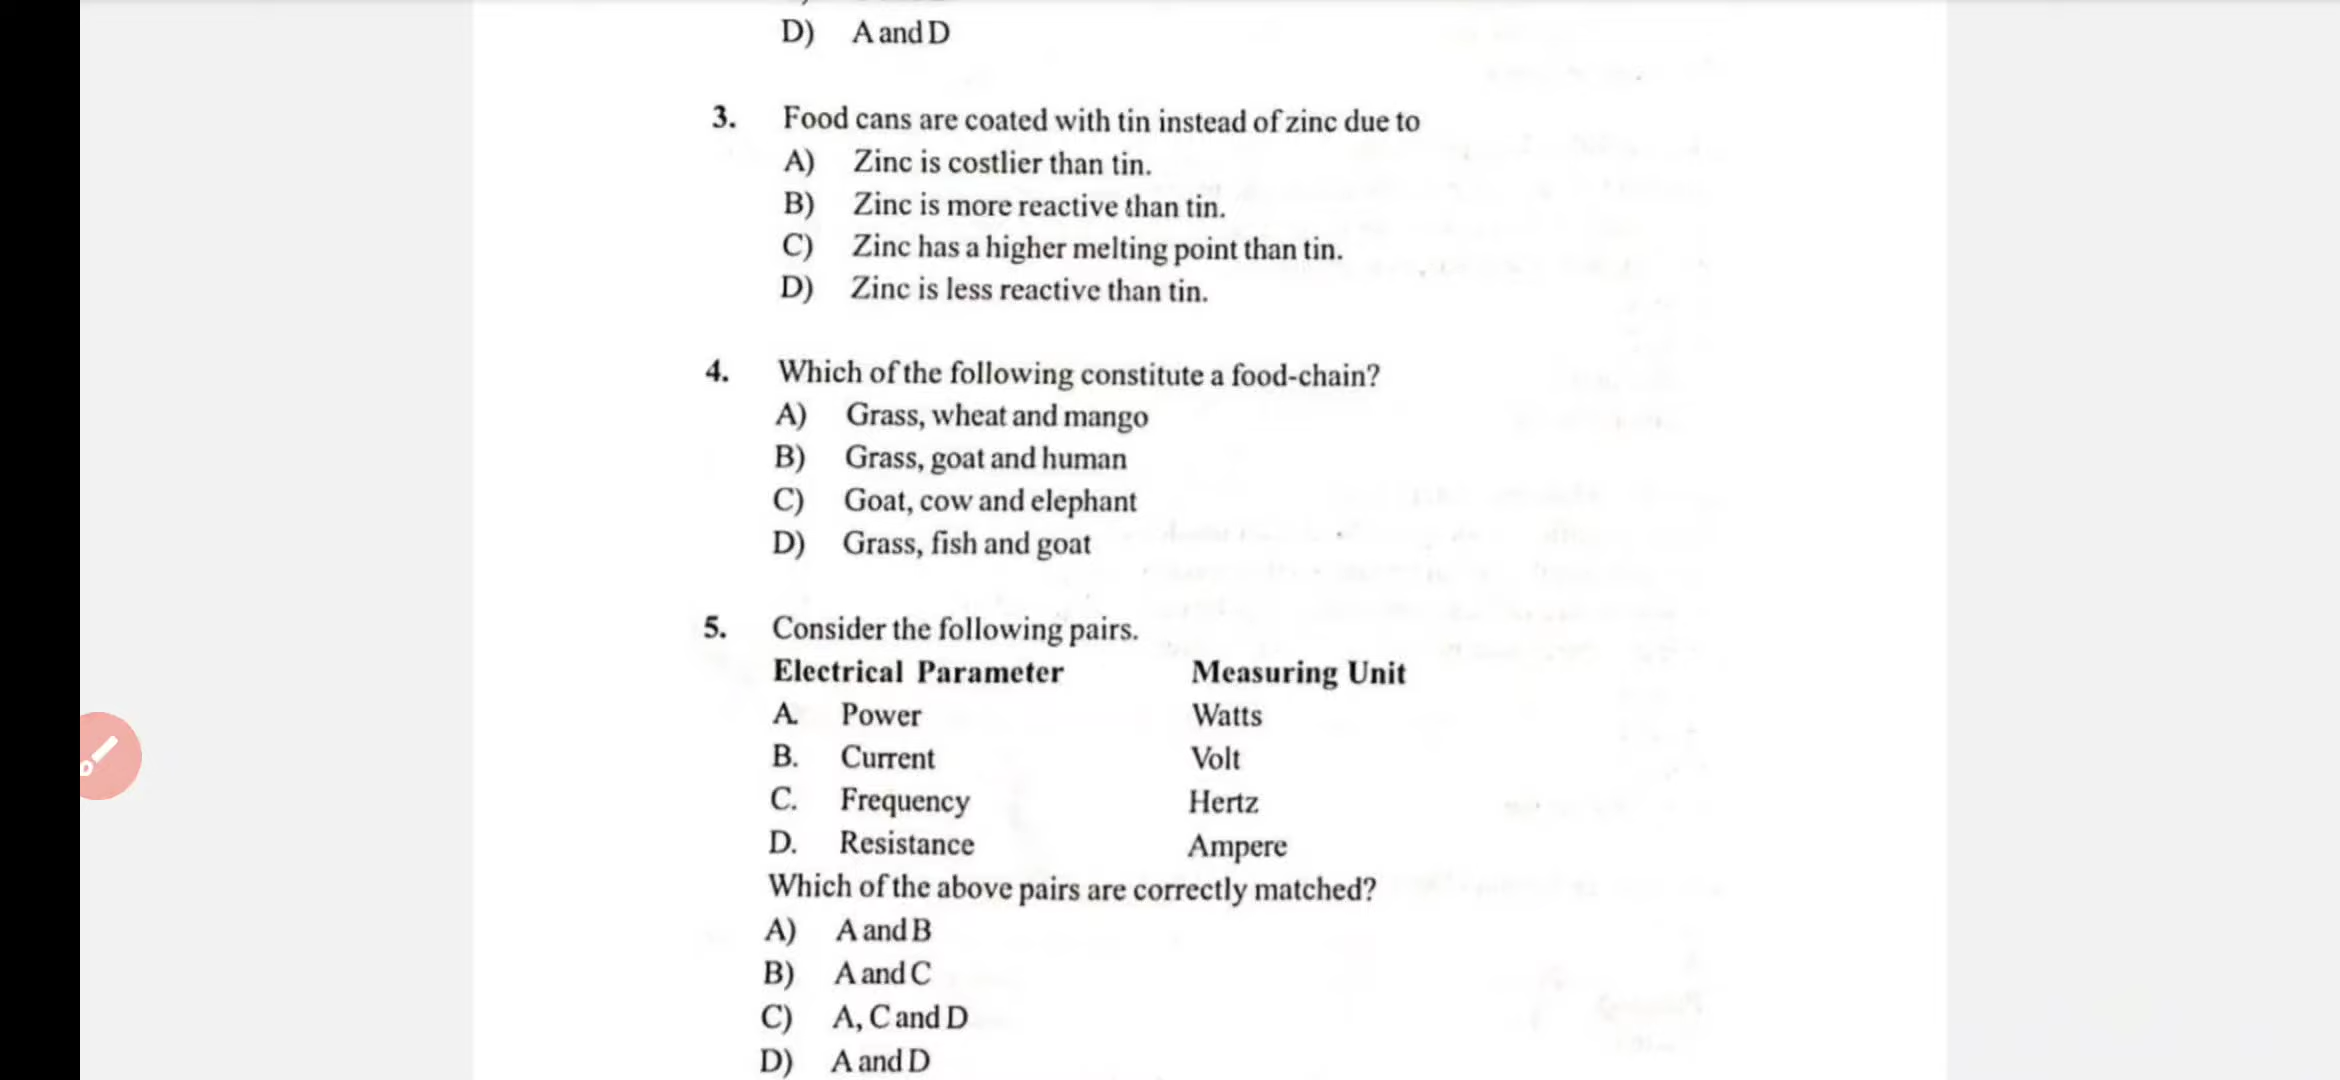 D) A and D
3. Food cans are coated with tin instead of zinc due to
A) Zinc is costlier than tin.
B) Zinc is more reactive than tin.
C) Zinc has a higher melting point than tin.
D) Zinc is less reactive than tin.
4. Which of the following constitute a food-chain?
A) Grass, wheat and mango
B) Grass, goat and human
C) Goat, cow and elephant
D) Grass, fish and goat
5. Consider the following pairs.
Electrical Parameter Measuring Unit
A. Power Watts
B. Current Volt
C. Frequency Hertz
D. Resistance Ampere
Which of the above pairs are correctly matched?
A) A and B
B) A and C
C) A, C and D
D) A and D